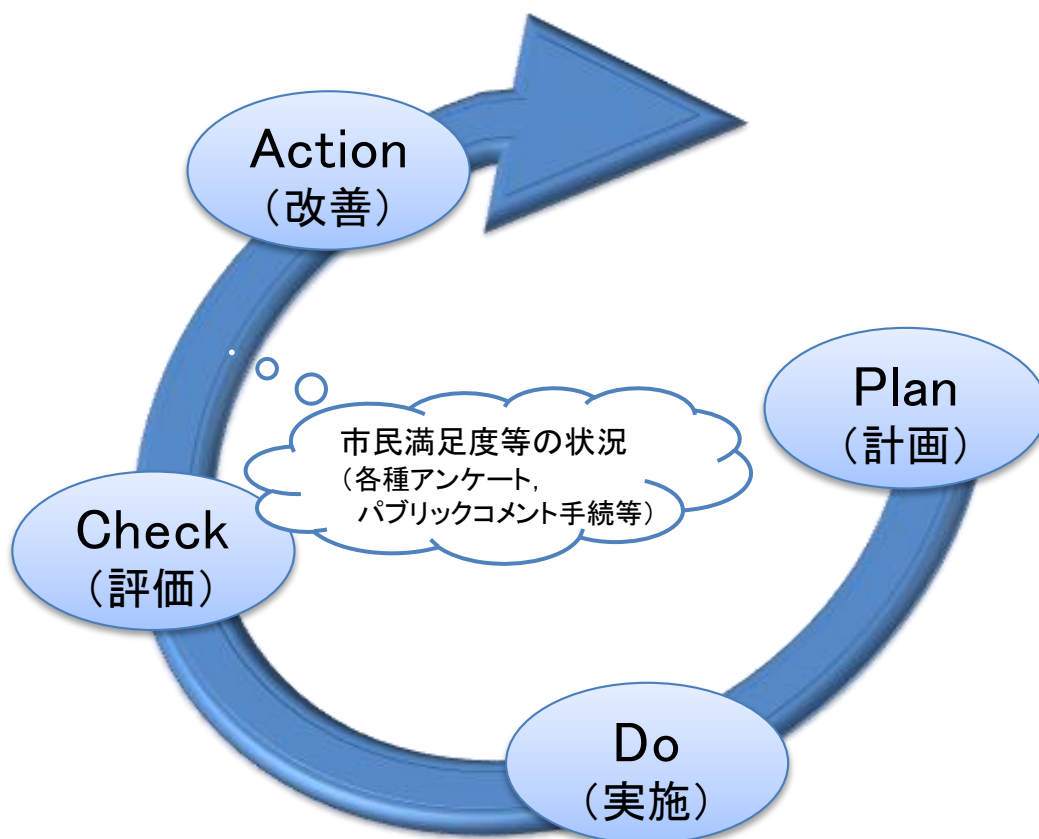 Action
（改善）
Plan
（計画）
市民満足度等の状況
（各種アンケート，
パブリックコメント手続等）
Check
（評価）
Do
（実施）